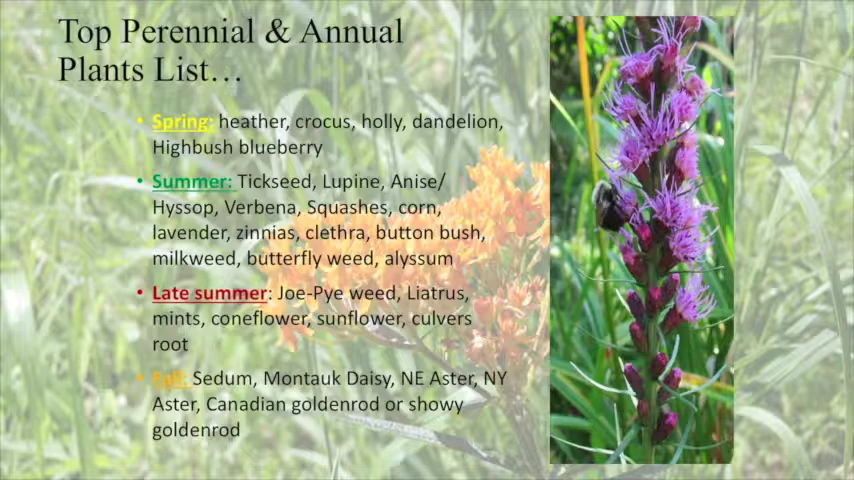 Top Perennial & Annual
Plants List…
• Spring: heather, crocus, holly, dandelion,
Highbush blueberry
• Summer: Tickseed, Lupine, Anise/
Hyssop, Verbena, Squashes, corn,
lavender, zinnias, clethra, button bush,
milkweed, butterfly weed, alyssum
• Late summer: Joe-Pye weed, Liatrus,
mints, coneflower, sunflower, culvers
root
• Fall: Sedum, Montauk Daisy, NE Aster, NY
Aster, Canadian goldenrod or showy
goldenrod